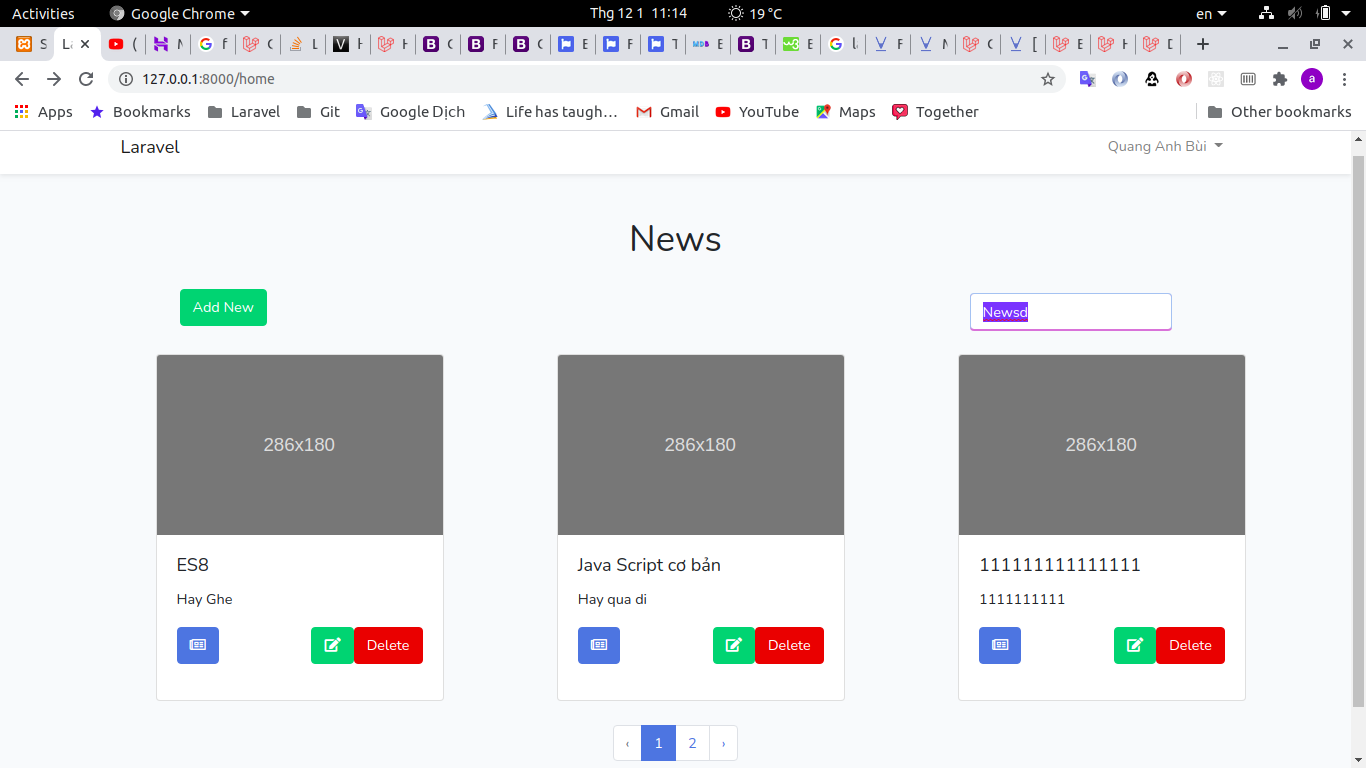 Activities Google Chrome Thg 12 1 11:14 19 °C en
S L ( N f C L V H C F C E F T E T E l F N C [ E H D
127.0.0.1:8000/home a
Apps Bookmarks Laravel Git Google Dịch Life has taugh… Gmail YouTube Maps Together Other bookmarks
Laravel Quang Anh Bùi
News
Add New Newsd
286x180 286x180 286x180
ES8 Java Script cơ bản 111111111111111
Hay Ghe Hay qua di 1111111111
Delete Delete Delete
‹ 1 2 ›